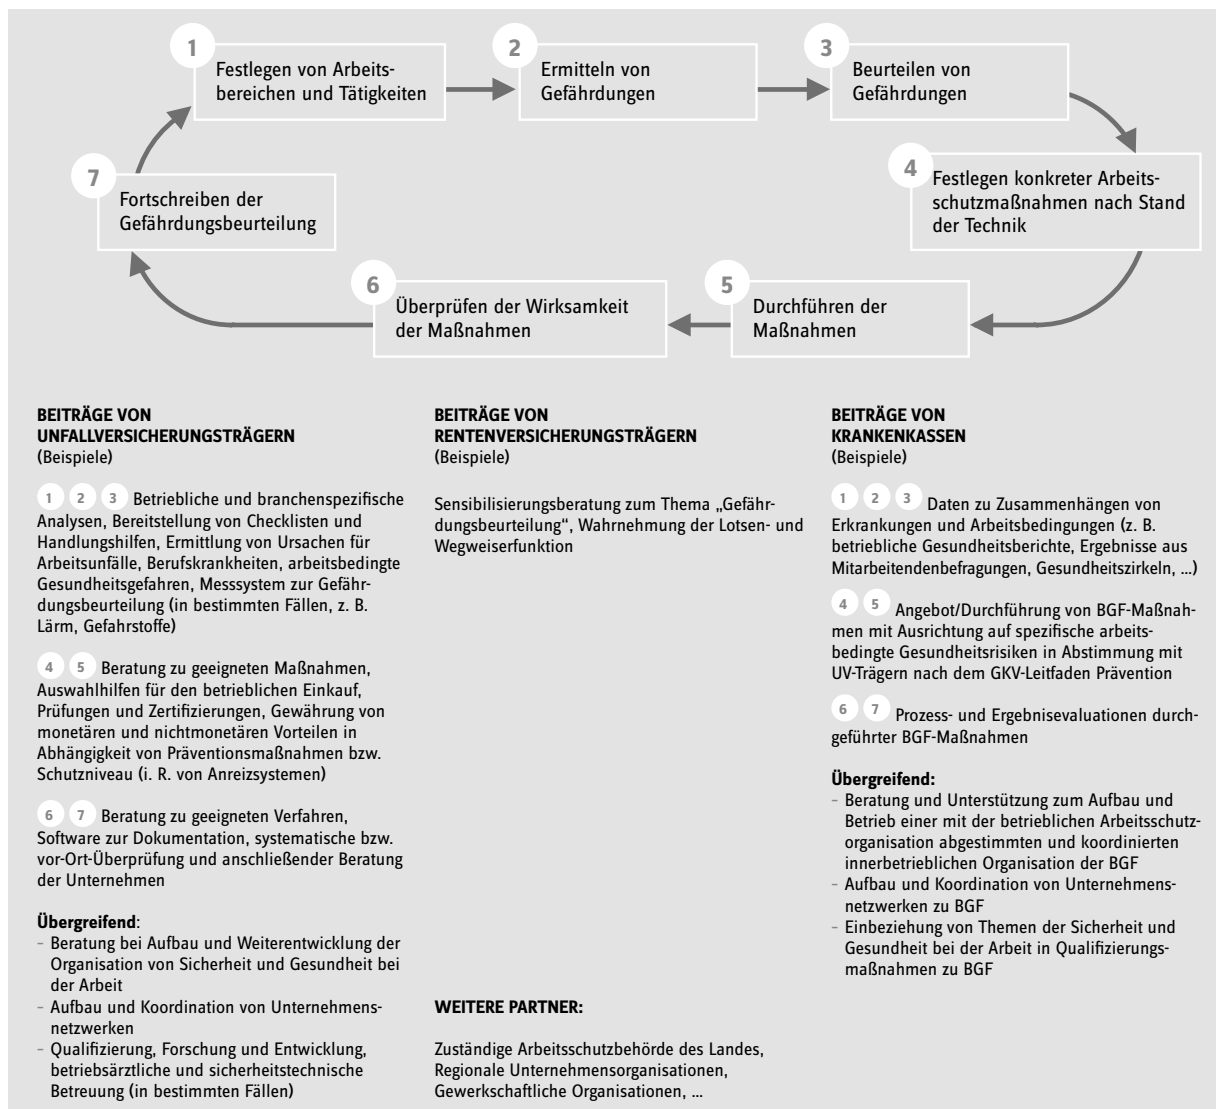 1
Festlegen von Arbeits-
bereichen und Tätigkeiten
2
Ermitteln von
Gefährdungen
3
Beurteilen von
Gefährdungen
4
Festlegen konkreter Arbeits-
schutzmaßnahmen nach Stand
der Technik
5
Durchführen der
Maßnahmen
6
Überprüfen der Wirksamkeit
der Maßnahmen
7
Fortschreiben der
Gefährdungsbeurteilung
BEITRÄGE VON
UNFALLVERSICHERUNGSTRÄGERN
(Beispiele)
1 2 3 Betriebliche und branchenspezifische
Analysen, Bereitstellung von Checklisten und
Handlungshilfen, Ermittlung von Ursachen für
Arbeitsunfälle, Berufskrankheiten, arbeitsbedingte
Gesundheitsgefahren, Messsystem zur Gefähr-
dungsbeurteilung (in bestimmten Fällen, z. B.
Lärm, Gefahrstoffe)
4 5 Beratung zu geeigneten Maßnahmen,
Auswahlhilfen für den betrieblichen Einkauf,
Prüfungen und Zertifizierungen, Gewährung von
monetären und nichtmonetären Vorteilen in
Abhängigkeit von Präventionsmaßnahmen bzw.
Schutzniveau (i. R. von Anreizsystemen)
6 7 Beratung zu geeigneten Verfahren,
Software zur Dokumentation, systematische bzw.
vor-Ort-Überprüfung und anschließender Beratung
der Unternehmen
Übergreifend:
- Beratung bei Aufbau und Weiterentwicklung der
Organisation von Sicherheit und Gesundheit bei
der Arbeit
- Aufbau und Koordination von Unternehmens-
netzwerken
- Qualifizierung, Forschung und Entwicklung,
betriebsärztliche und sicherheitstechnische
Betreuung (in bestimmten Fällen)
BEITRÄGE VON
RENTENVERSICHERUNGSTRÄGERN
(Beispiele)
Sensibilisierungsberatung zum Thema „Gefähr-
dungsbeurteilung“, Wahrnehmung der Lotsen- und
Wegweiserfunktion
WEITERE PARTNER:
Zuständige Arbeitsschutzbehörde des Landes,
Regionale Unternehmensorganisationen,
Gewerkschaftliche Organisationen, ...
BEITRÄGE VON
KRANKENKASSEN
(Beispiele)
1 2 3 Daten zu Zusammenhängen von
Erkrankungen und Arbeitsbedingungen (z. B.
betriebliche Gesundheitsberichte, Ergebnisse aus
Mitarbeitendenbefragungen, Gesundheitszirkeln, ...)
4 5 Angebot/Durchführung von BGF-Maßnah-
men mit Ausrichtung auf spezifische arbeits-
bedingte Gesundheitsrisiken in Abstimmung mit
UV-Trägern nach dem GKV-Leitfaden Prävention
6 7 Prozess- und Ergebnisevaluationen durch-
geführter BGF-Maßnahmen
Übergreifend:
- Beratung und Unterstützung zum Aufbau und
Betrieb einer mit der betrieblichen Arbeitsschutz-
organisation abgestimmten und koordinierten
innerbetrieblichen Organisation der BGF
- Aufbau und Koordination von Unternehmens-
netzwerken zu BGF
- Einbeziehung von Themen der Sicherheit und
Gesundheit bei der Arbeit in Qualifizierungs-
maßnahmen zu BGF